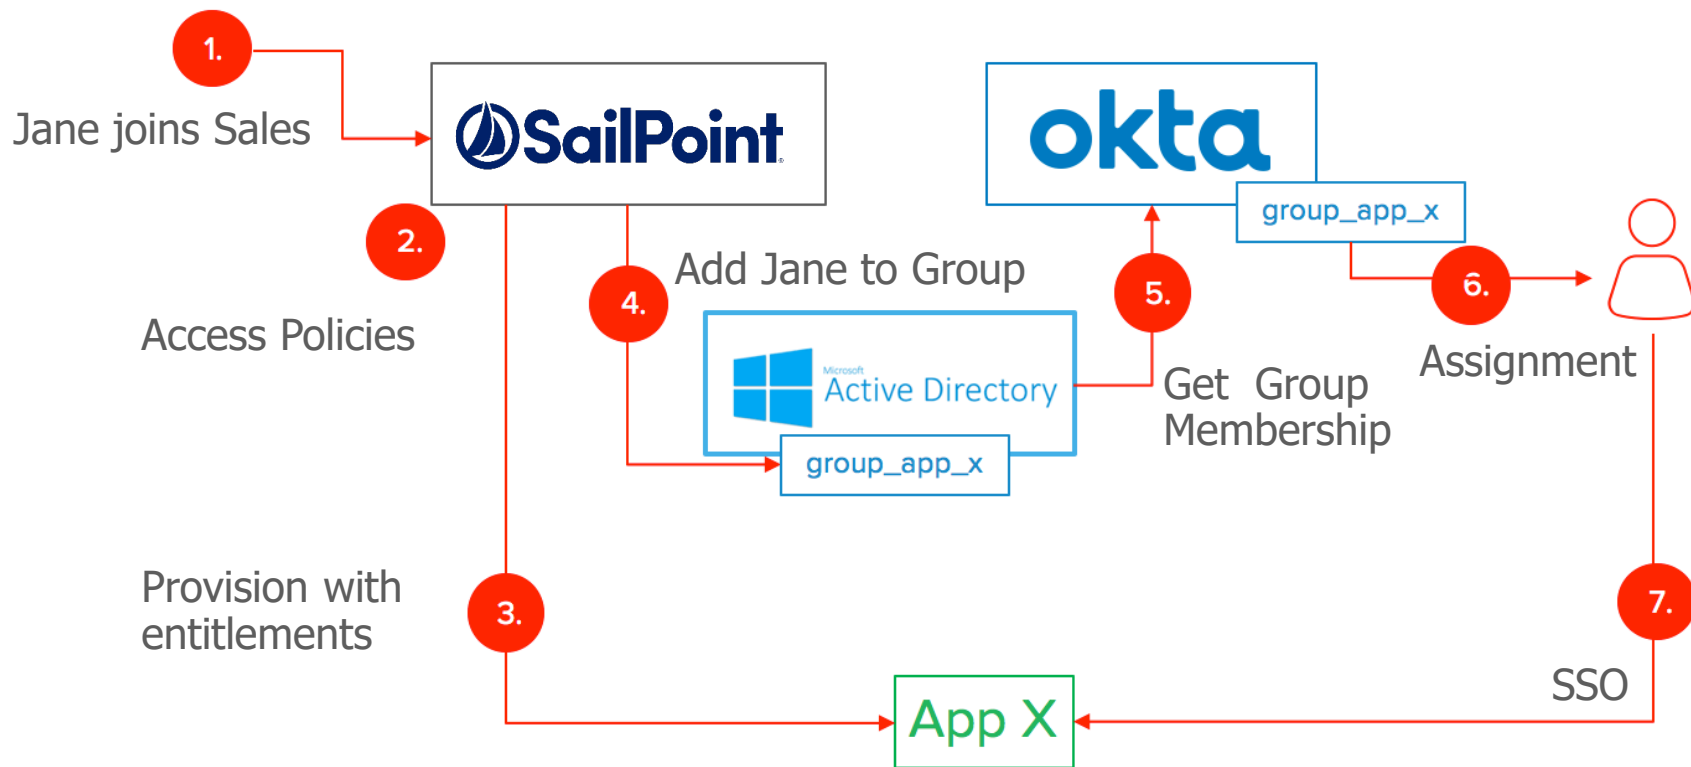 1.
Jane joins Sales
SailPoint
okta
group_app_x
2.
Access Policies
4.
Add Jane to Group
5.
6.
Assignment
Microsoft
Active Directory
group_app_x
Get Group
Membership
Provision with
entitlements
3.
7.
SSO
App X